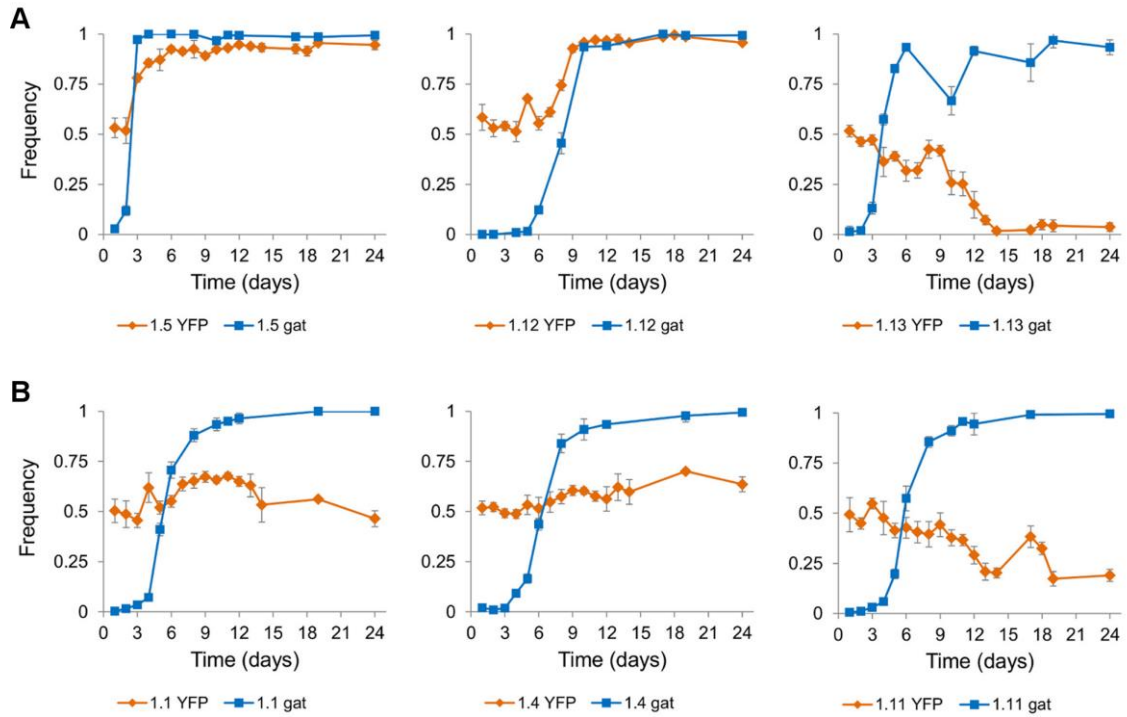 A
Frequency
1
0.75
0.5
0.25
0
0 3 6 9 12 15 18 21 24
Time (days)
1.5 YFP 1.5 gat
1
0.75
0.5
0.25
0
0 3 6 9 12 15 18 21 24
Time (days)
1.12 YFP 1.12 gat
1
0.75
0.5
0.25
0
0 3 6 9 12 15 18 21 24
Time (days)
1.13 YFP 1.13 gat
B
Frequency
1
0.75
0.5
0.25
0
0 3 6 9 12 15 18 21 24
Time (days)
1.1 YFP 1.1 gat
1
0.75
0.5
0.25
0
0 3 6 9 12 15 18 21 24
Time (days)
1.4 YFP 1.4 gat
1
0.75
0.5
0.25
0
0 3 6 9 12 15 18 21 24
Time (days)
1.11 YFP 1.11 gat